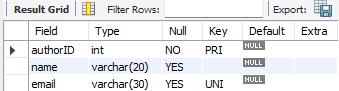 Result Grid Filter Rows: Export:
Field Type Null Key Default Extra
authorID int NO PRI NULL
name varchar(20) YES NULL
email varchar(30) YES UNI NULL